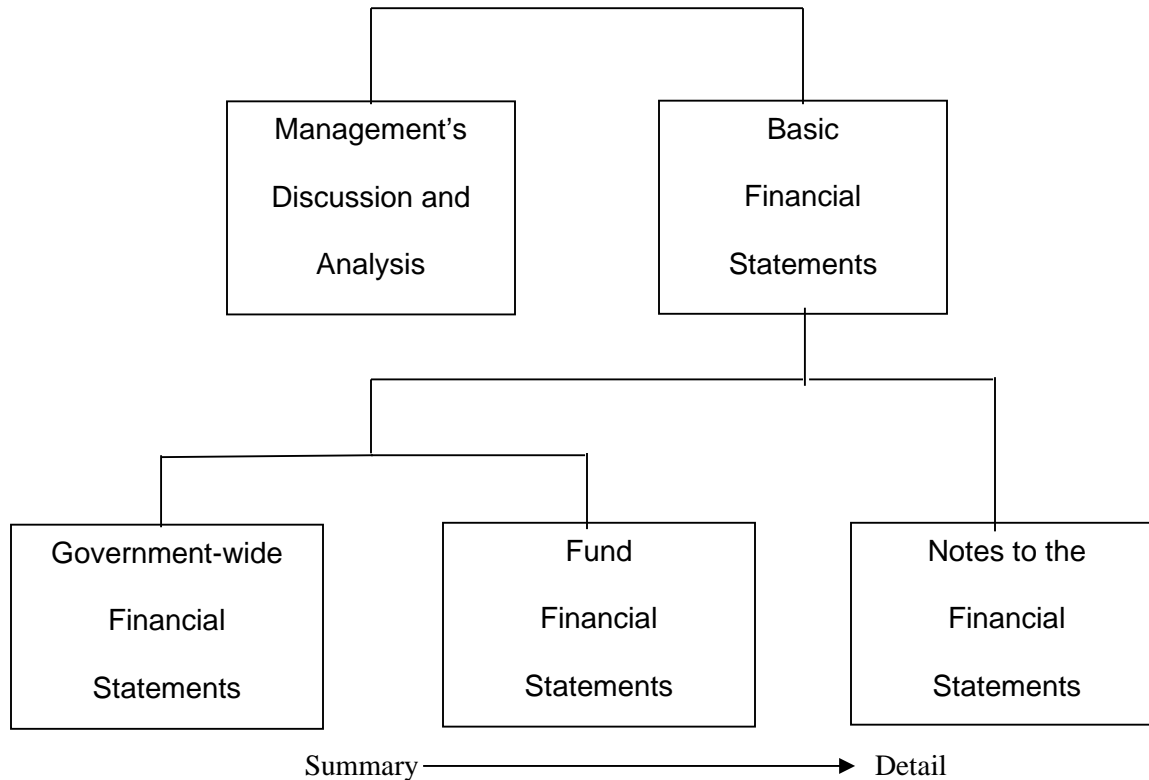 Management's
Discussion and
Analysis
Basic
Financial
Statements
Government-wide
Financial
Statements
Fund
Financial
Statements
Notes to the
Financial
Statements
Summary
Detail